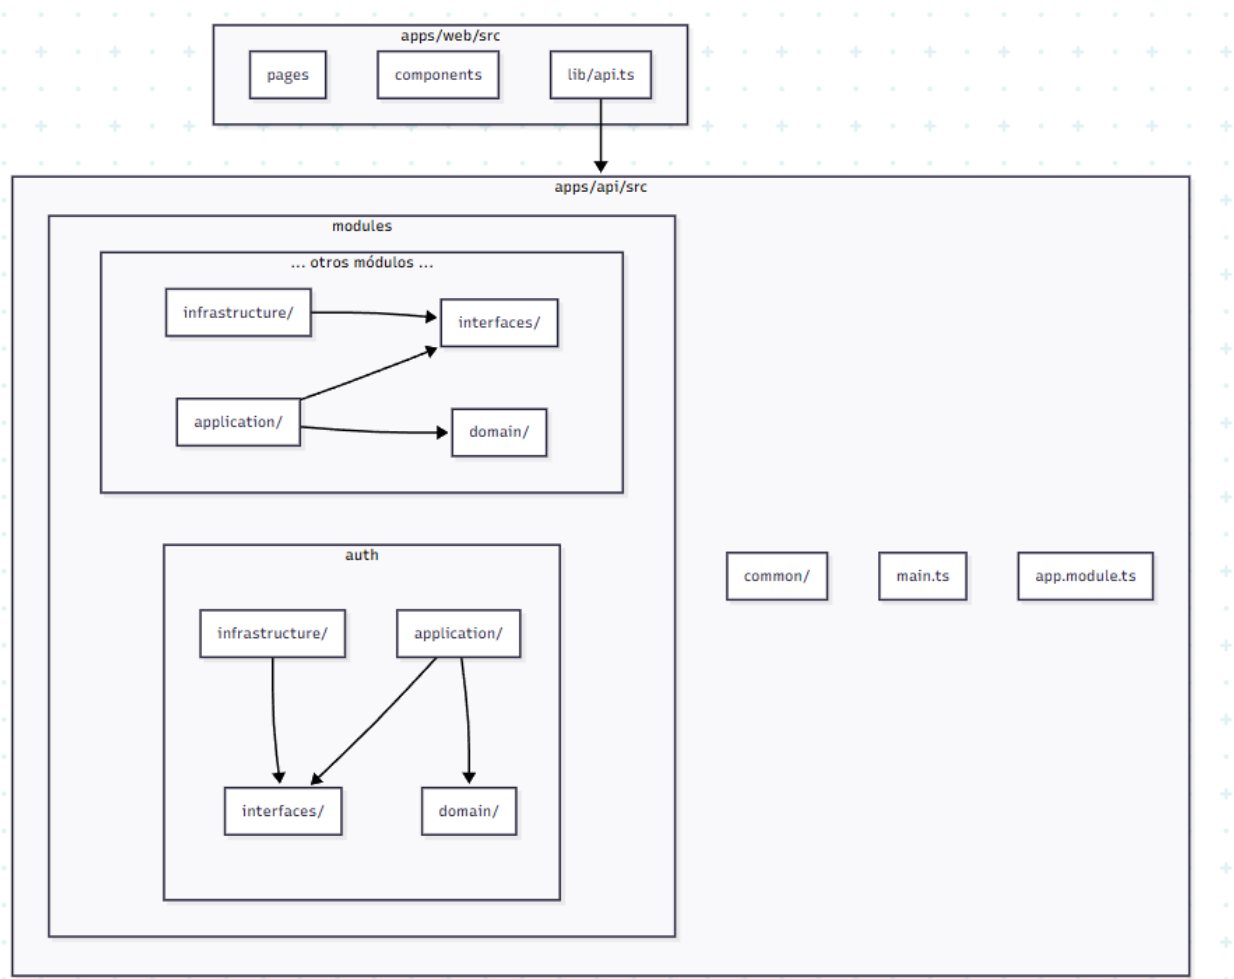 apps/web/src
pages
components
lib/api.ts
apps/api/src
modules
... otros módulos ...
infrastructure/
interfaces/
application/
domain/
auth
infrastructure/
application/
interfaces/
domain/
common/
main.ts
app.module.ts